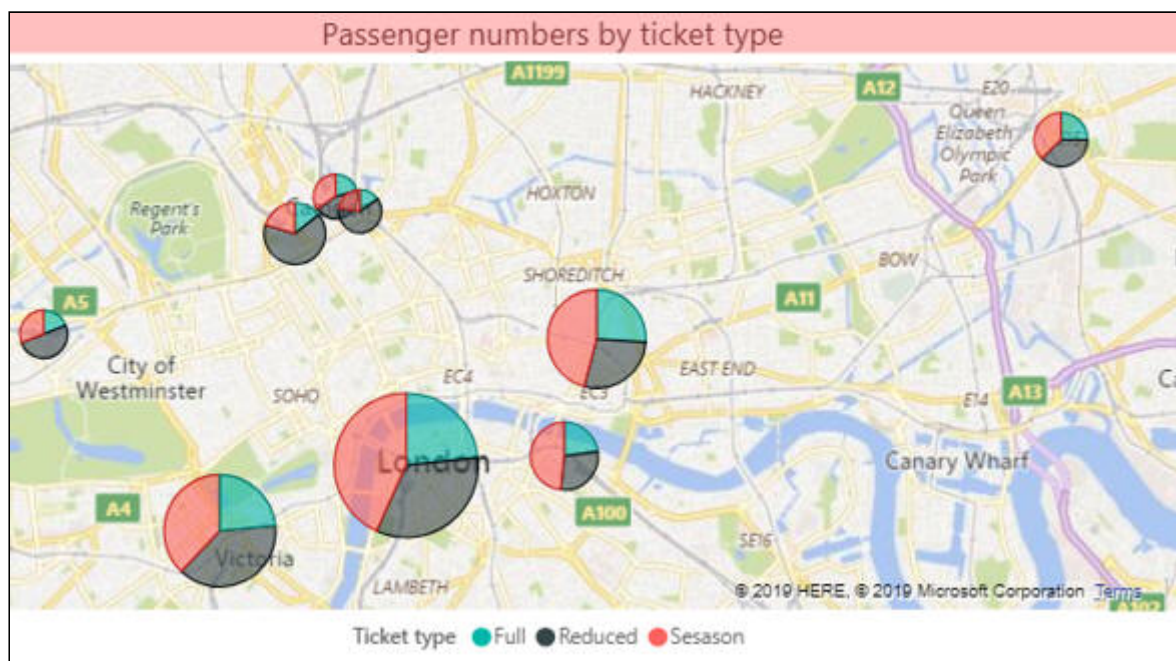 Passenger numbers by ticket type
A1199
A12
HACKNEY
E20
Queen
Elizabeth
Olympic
Park
Regent's
Park
HOXTON
SHOREDITCH
BOW
A5
A11
City of
Westminster
EC4
EAST END
SOHO
EC3
A13
E14
London
Canary Wharf
A4
A100
Victoria
SE16
LAMBETH
© 2019 HERE, © 2019 Microsoft Corporation Terms
A102
Ticket type Full Reduced Sesason